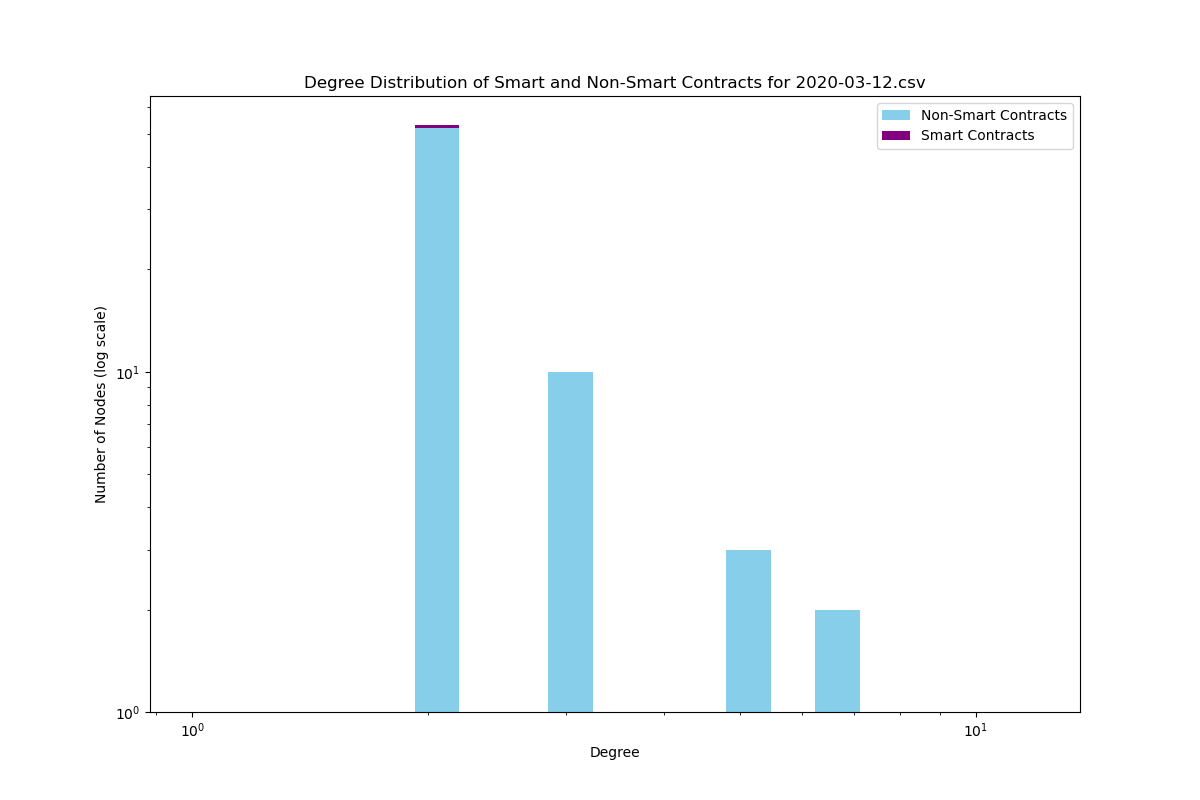 Degree Distribution of Smart and Non-Smart Contracts for 2020-03-12.csv
Non-Smart Contracts
Smart Contracts
Number of Nodes (log scale)
10¹
10⁰
10⁰
10¹
Degree